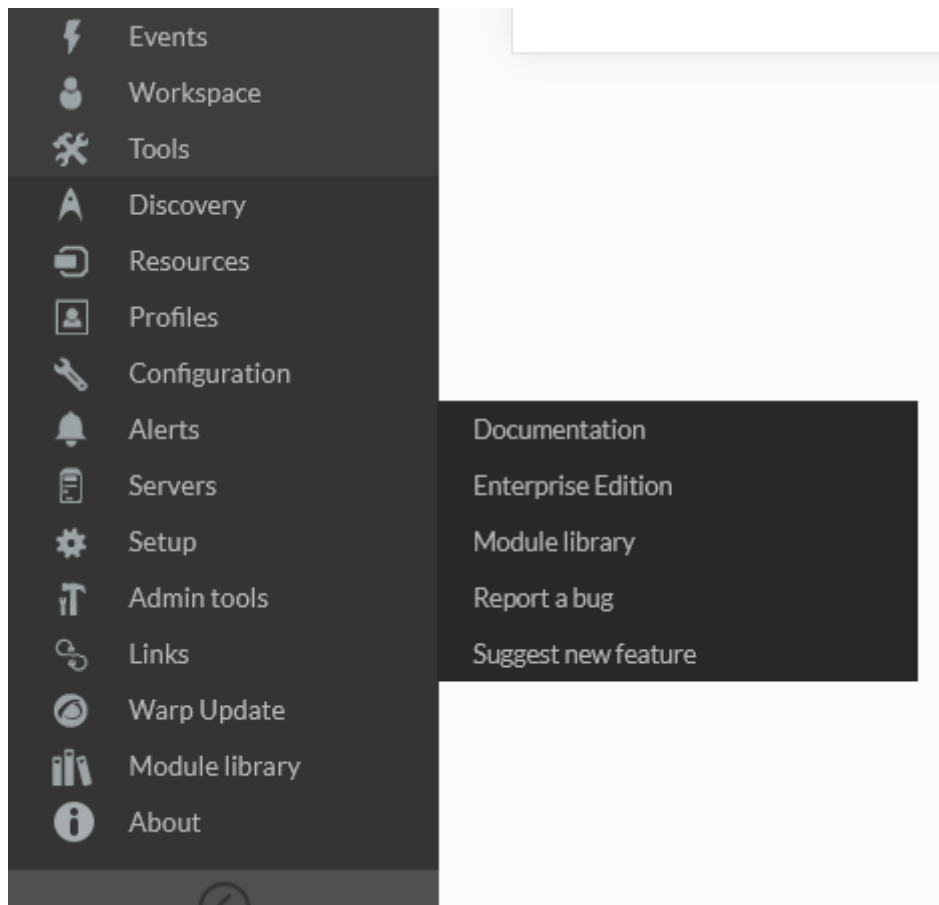 Events
Workspace
Tools
Discovery
Resources
Profiles
Configuration
Alerts
Servers
Setup
Admin tools
Links
Warp Update
Module library
About
Documentation
Enterprise Edition
Module library
Report a bug
Suggest new feature